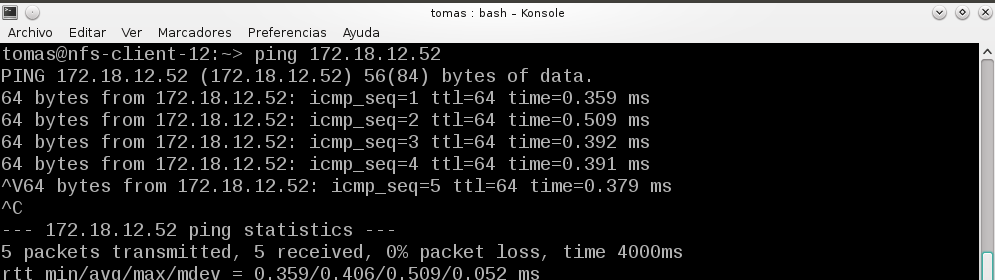 tomas : bash – Konsole
Archivo Editar Ver Marcadores Preferencias Ayuda
tomas@nfs-client-12:~> ping 172.18.12.52
PING 172.18.12.52 (172.18.12.52) 56(84) bytes of data.
64 bytes from 172.18.12.52: icmp_seq=1 ttl=64 time=0.359 ms
64 bytes from 172.18.12.52: icmp_seq=2 ttl=64 time=0.509 ms
64 bytes from 172.18.12.52: icmp_seq=3 ttl=64 time=0.392 ms
64 bytes from 172.18.12.52: icmp_seq=4 ttl=64 time=0.391 ms
^V64 bytes from 172.18.12.52: icmp_seq=5 ttl=64 time=0.379 ms
^C
--- 172.18.12.52 ping statistics ---
5 packets transmitted, 5 received, 0% packet loss, time 4000ms
rtt min/avg/max/mdev = 0.359/0.406/0.509/0.052 ms